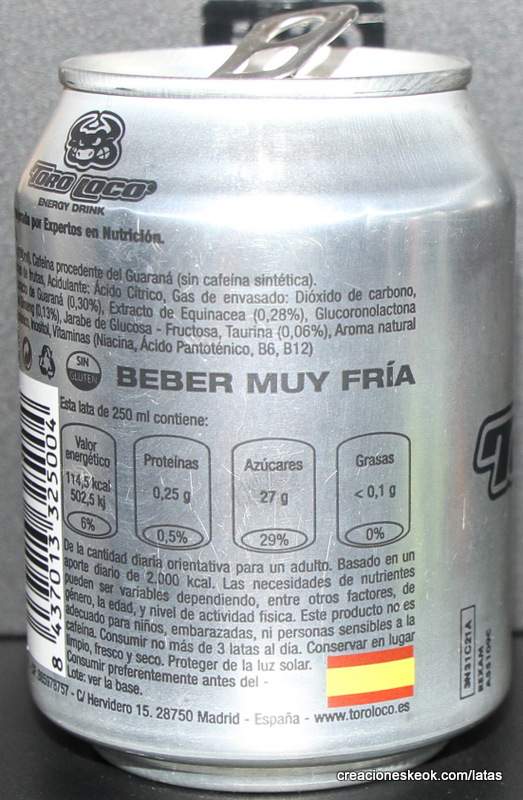 TORO LOCO
ENERGY DRINK
por Expertos en Nutrición.
Cafeína procedente del Guaraná (sin cafeína sintética).
de frutas, Acidulante: Ácido Cítrico, Gas de envasado: Dióxido de carbono,
de Guaraná (0,30%), Extracto de Equinacea (0,28%), Glucoronolactona
(0,13%), Jarabe de Glucosa - Fructosa, Taurina (0,06%), Aroma natural
Inositol, Vitaminas (Niacina, Ácido Pantoténico, B6, B12)
SIN
GLUTEN
BEBER MUY FRÍA
Esta lata de 250 ml contiene:
Valor energético 114,5 kcal 502,5 kj 6%
Proteínas 0,25 g 0,5%
Azúcares 27 g 29%
Grasas < 0,1 g 0%
De la cantidad diaria orientativa para un adulto. Basado en un
aporte diario de 2.000 kcal. Las necesidades de nutrientes
pueden ser variables dependiendo, entre otros factores, de
género, la edad, y nivel de actividad física. Este producto no es
adecuado para niños, embarazadas, ni personas sensibles a la
cafeína. Consumir no más de 3 latas al día. Conservar en lugar
limpio, fresco y seco. Proteger de la luz solar.
Consumir preferentemente antes del -
Lote: ver la base.
C/ Hervidero 15. 28750 Madrid - España - www.toroloco.es
8 437013 325004
3N31C21A
REXAM
creacioneskeok.com/latas